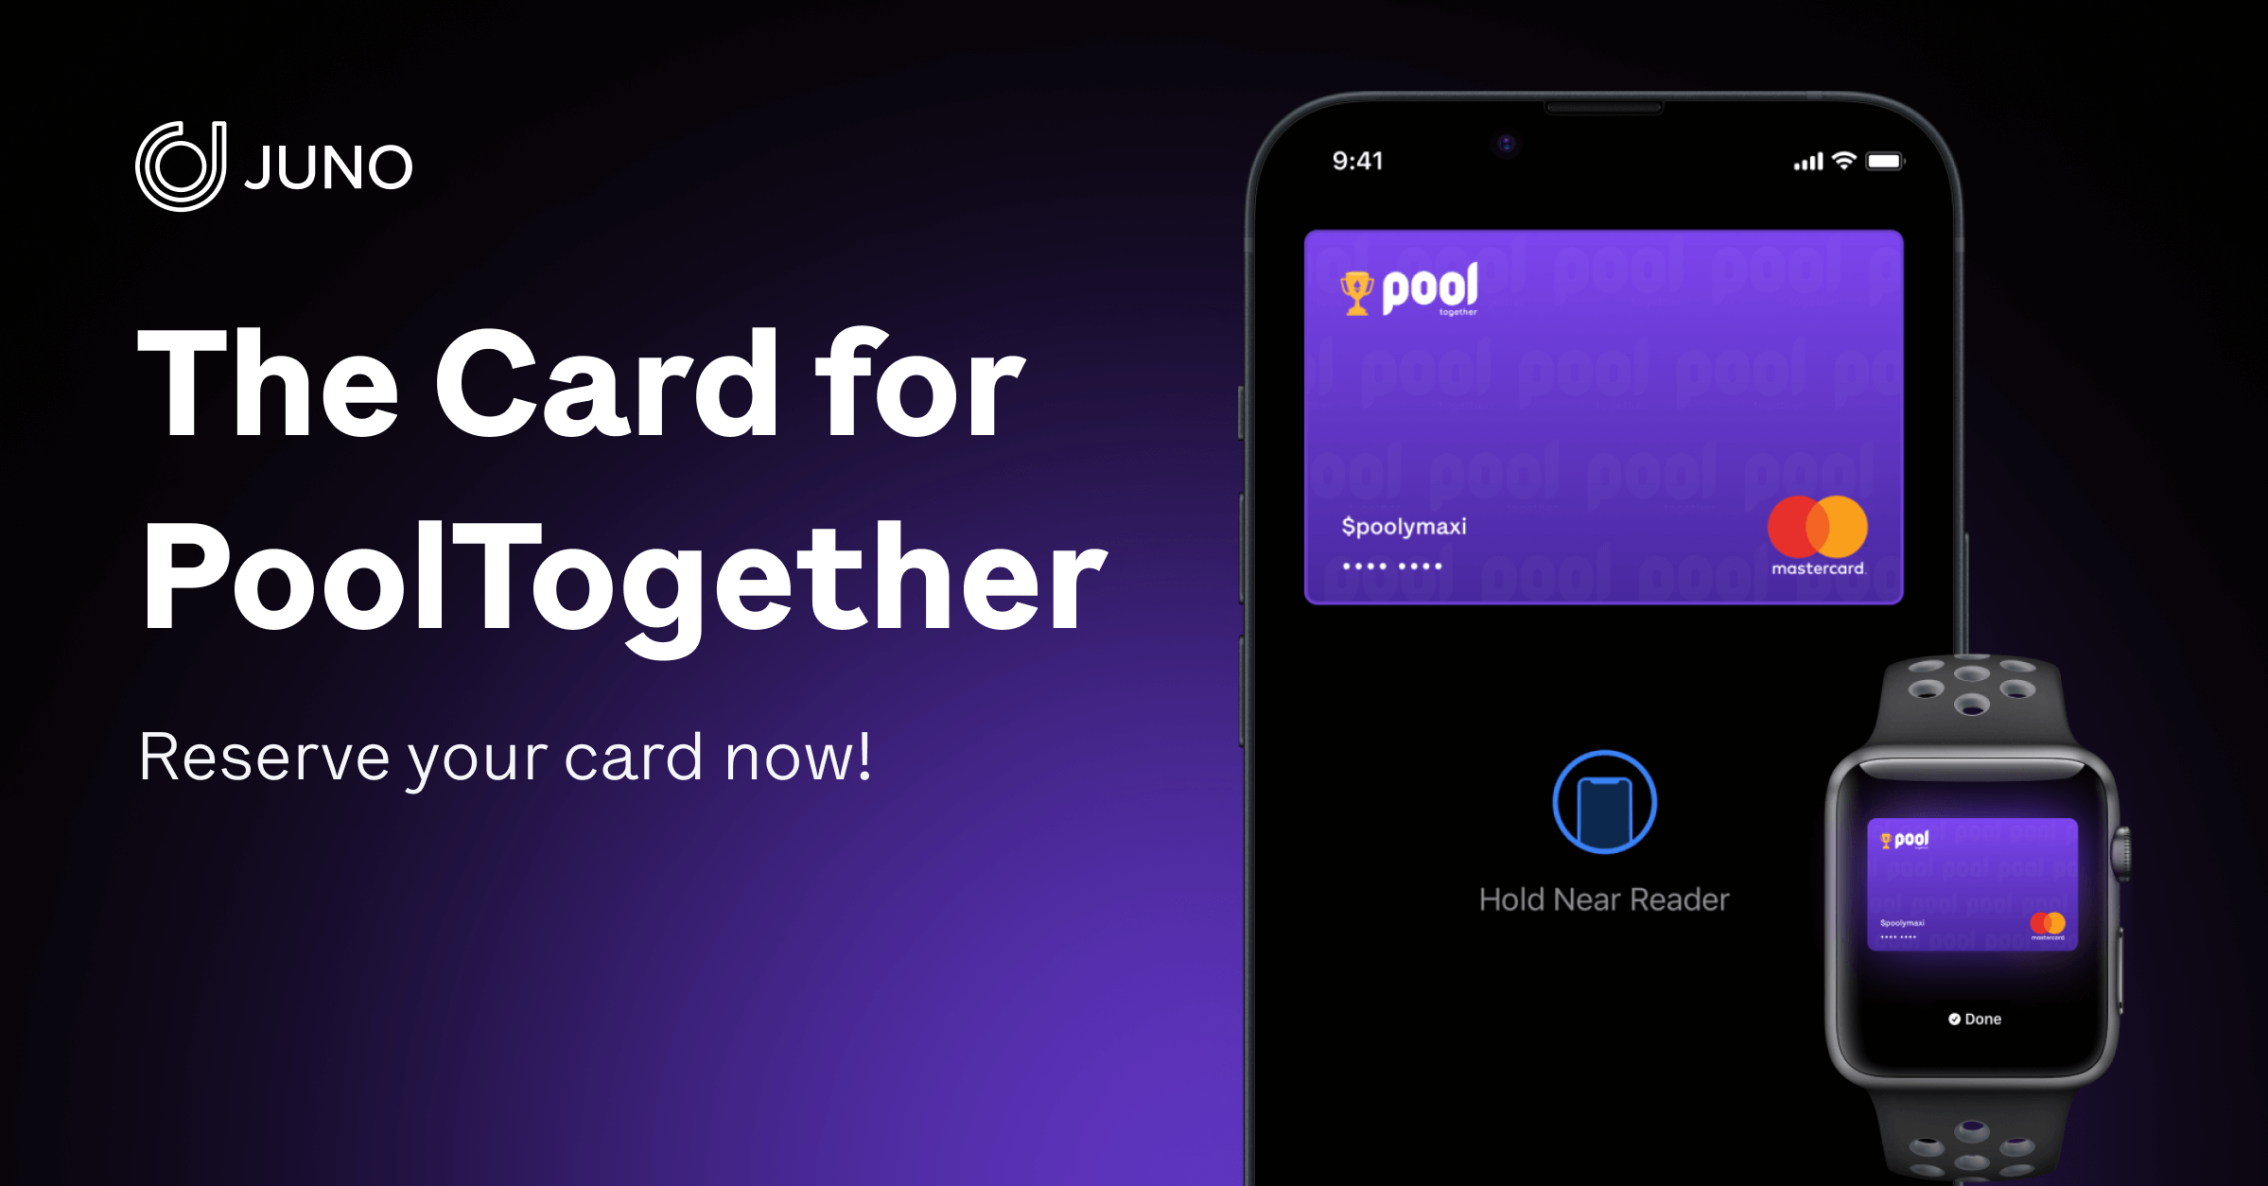 JUNO
The Card for
PoolTogether
Reserve your card now!
9:41
pool
together
$poolymaxi
•••• ••••
mastercard.
Hold Near Reader
pool
$poolymaxi
•••• ••••
mastercard
Done